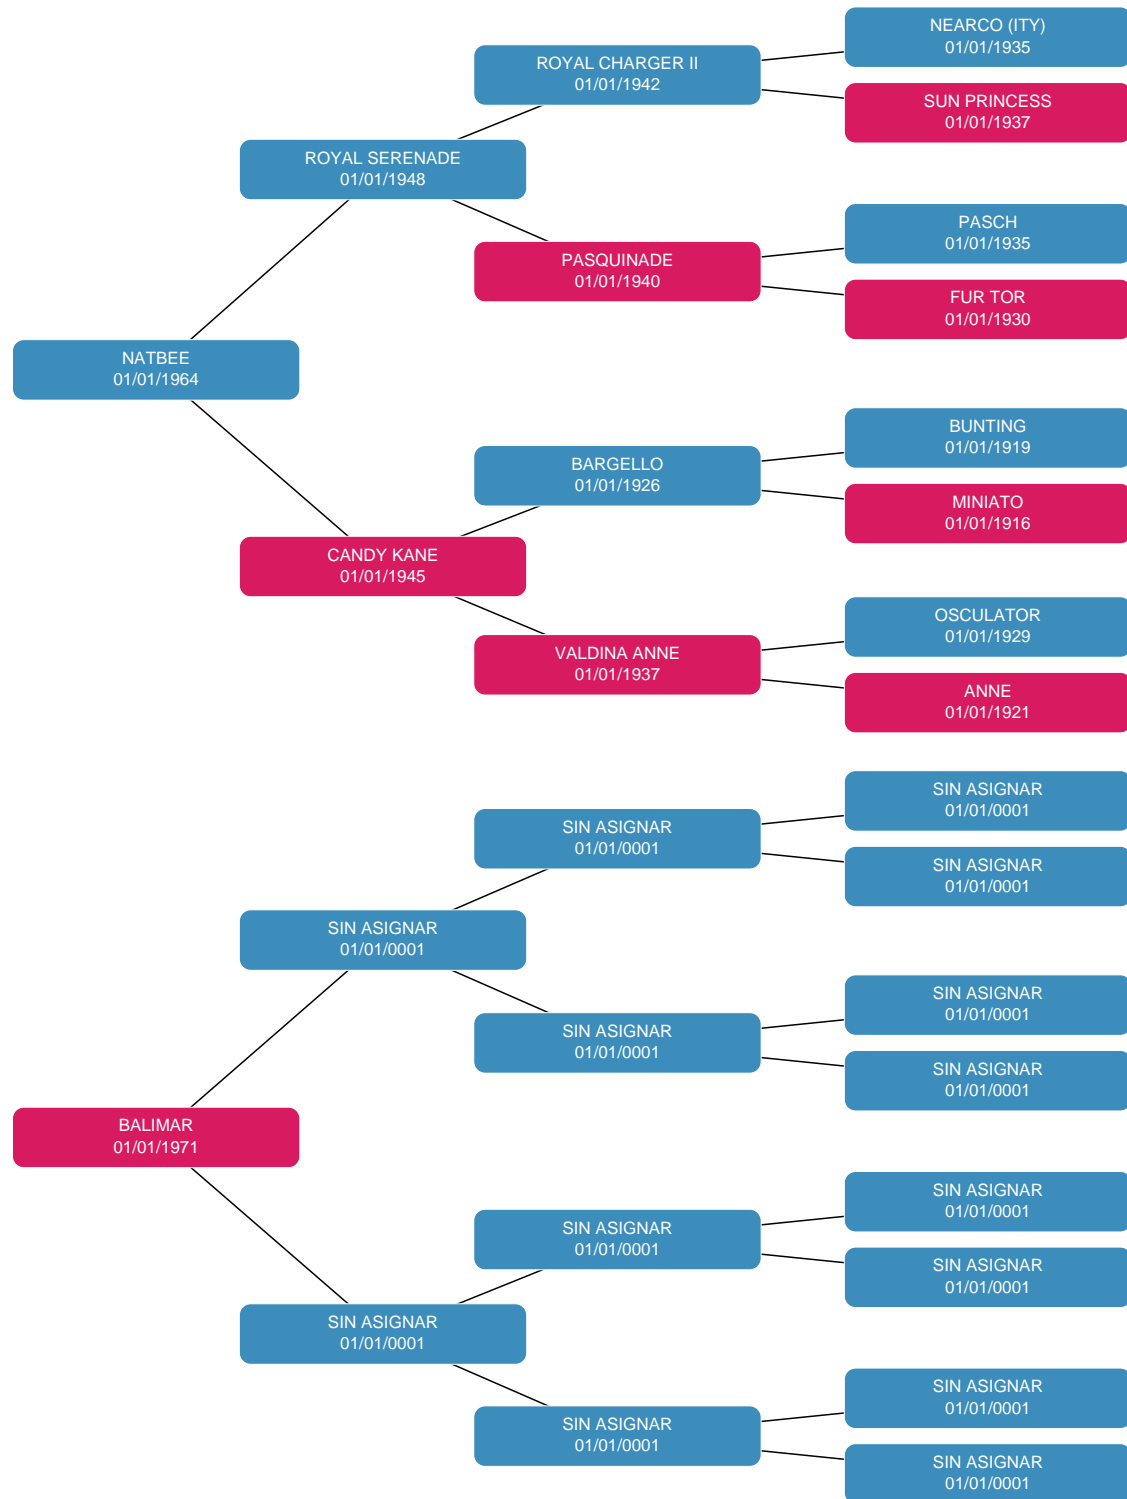 NEARCO (ITY)
01/01/1935
ROYAL CHARGER II
01/01/1942
SUN PRINCESS
01/01/1937
ROYAL SERENADE
01/01/1948
PASCH
01/01/1935
PASQUINADE
01/01/1940
FUR TOR
01/01/1930
NATBEE
01/01/1964
BUNTING
01/01/1919
BARGELLO
01/01/1926
MINIATO
01/01/1916
CANDY KANE
01/01/1945
OSCULATOR
01/01/1929
VALDINA ANNE
01/01/1937
ANNE
01/01/1921
SIN ASIGNAR
01/01/0001
SIN ASIGNAR
01/01/0001
SIN ASIGNAR
01/01/0001
SIN ASIGNAR
01/01/0001
SIN ASIGNAR
01/01/0001
SIN ASIGNAR
01/01/0001
SIN ASIGNAR
01/01/0001
BALIMAR
01/01/1971
SIN ASIGNAR
01/01/0001
SIN ASIGNAR
01/01/0001
SIN ASIGNAR
01/01/0001
SIN ASIGNAR
01/01/0001
SIN ASIGNAR
01/01/0001
SIN ASIGNAR
01/01/0001
SIN ASIGNAR
01/01/0001